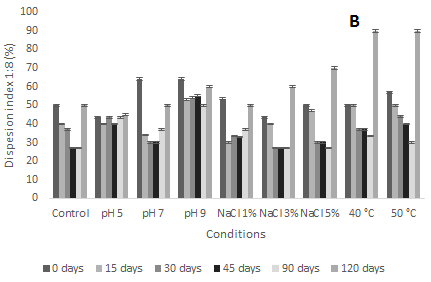 B
Dispesion index 1:8 (%)
100
90
80
70
60
50
40
30
20
10
0
Control pH 5 pH 7 pH 9 NaCl 1% NaCl 3% NaCl 5% 40 °C 50 °C
Conditions
0 days 15 days 30 days 45 days 90 days 120 days